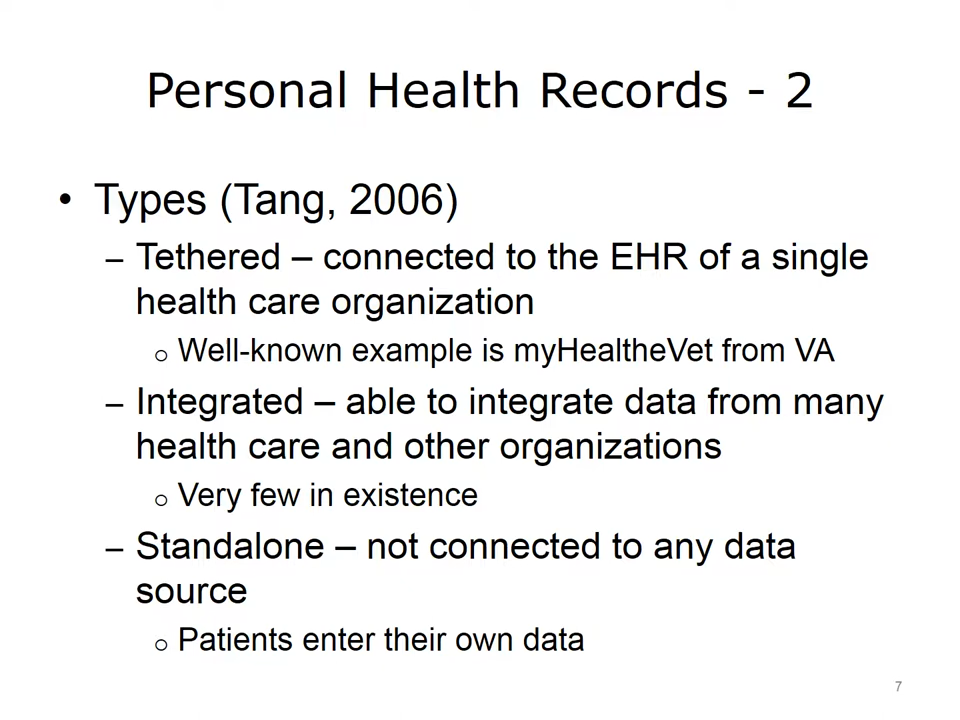 Personal Health Records - 2
• Types (Tang, 2006)
– Tethered – connected to the EHR of a single
health care organization
o Well-known example is myHealtheVet from VA
– Integrated – able to integrate data from many
health care and other organizations
o Very few in existence
– Standalone – not connected to any data
source
o Patients enter their own data
7